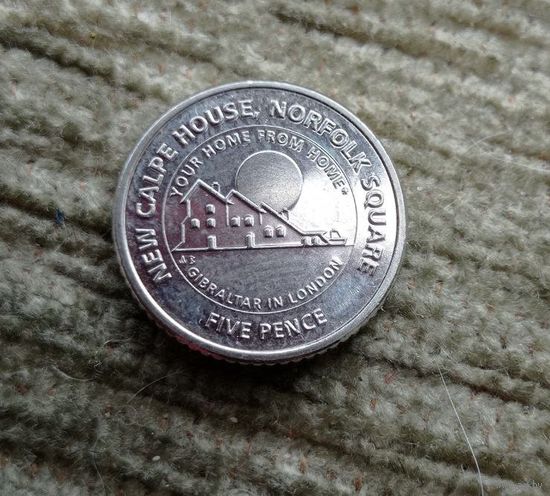 NEW CALPE HOUSE, NORFOLK SQUARE
YOUR HOME FROM HOME
GIBRALTAR IN LONDON
FIVE PENCE